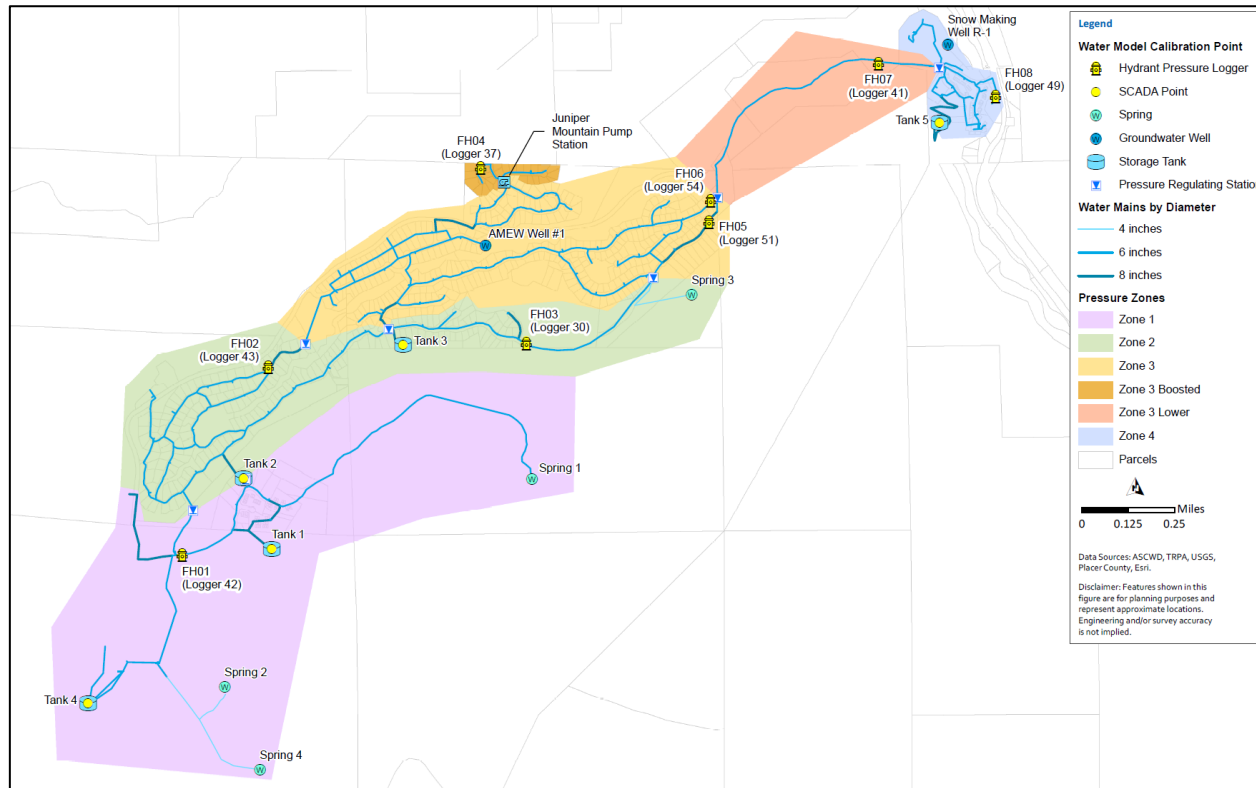 Snow Making
Well R-1
FH07
(Logger 41)
FH08
(Logger 49)
Tank 5
Juniper
Mountain Pump
Station
FH04
(Logger 37)
FH06
(Logger 54)
FH05
(Logger 51)
AMEW Well #1
Spring 3
FH03
(Logger 30)
Tank 3
FH02
(Logger 43)
Tank 2
Spring 1
Tank 1
FH01
(Logger 42)
Spring 2
Tank 4
Spring 4
Legend
Water Model Calibration Point
Hydrant Pressure Logger
SCADA Point
W Spring
W Groundwater Well
Storage Tank
Pressure Regulating Station
Water Mains by Diameter
4 inches
6 inches
8 inches
Pressure Zones
Zone 1
Zone 2
Zone 3
Zone 3 Boosted
Zone 3 Lower
Zone 4
Parcels
N
Miles
0 0.125 0.25
Data Sources: ASCWD, TRPA, USGS,
Placer County, Esri.
Disclaimer: Features shown in this
figure are for planning purposes and
represent approximate locations.
Engineering and/or survey accuracy
is not implied.